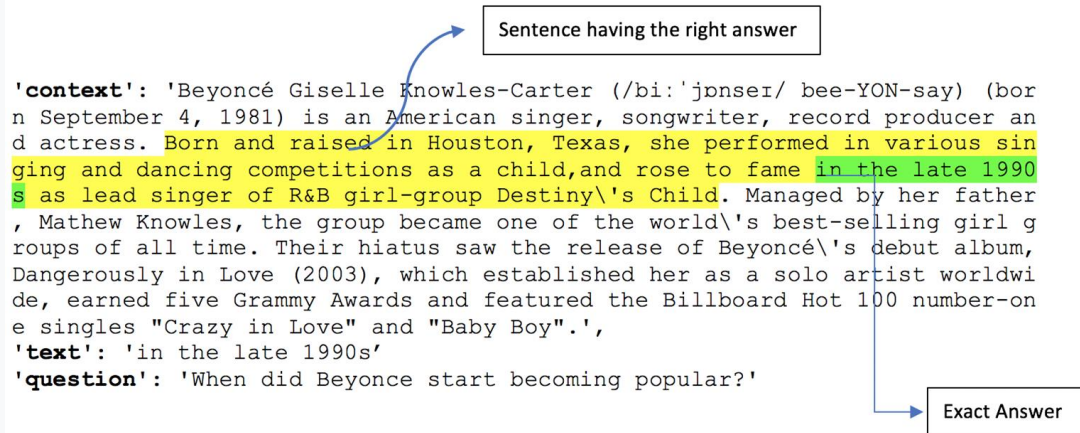 Sentence having the right answer
'context': 'Beyoncé Giselle Knowles-Carter (/biːˈjɒnseɪ/ bee-YON-say) (bor
n September 4, 1981) is an American singer, songwriter, record producer an
d actress. Born and raised in Houston, Texas, she performed in various sin
ging and dancing competitions as a child,and rose to fame in the late 1990
s as lead singer of R&B girl-group Destiny\'s Child. Managed by her father
, Mathew Knowles, the group became one of the world\'s best-selling girl g
roups of all time. Their hiatus saw the release of Beyoncé\'s debut album,
Dangerously in Love (2003), which established her as a solo artist worldwi
de, earned five Grammy Awards and featured the Billboard Hot 100 number-on
e singles "Crazy in Love" and "Baby Boy".',
'text': 'in the late 1990s’
'question': 'When did Beyonce start becoming popular?'
Exact Answer